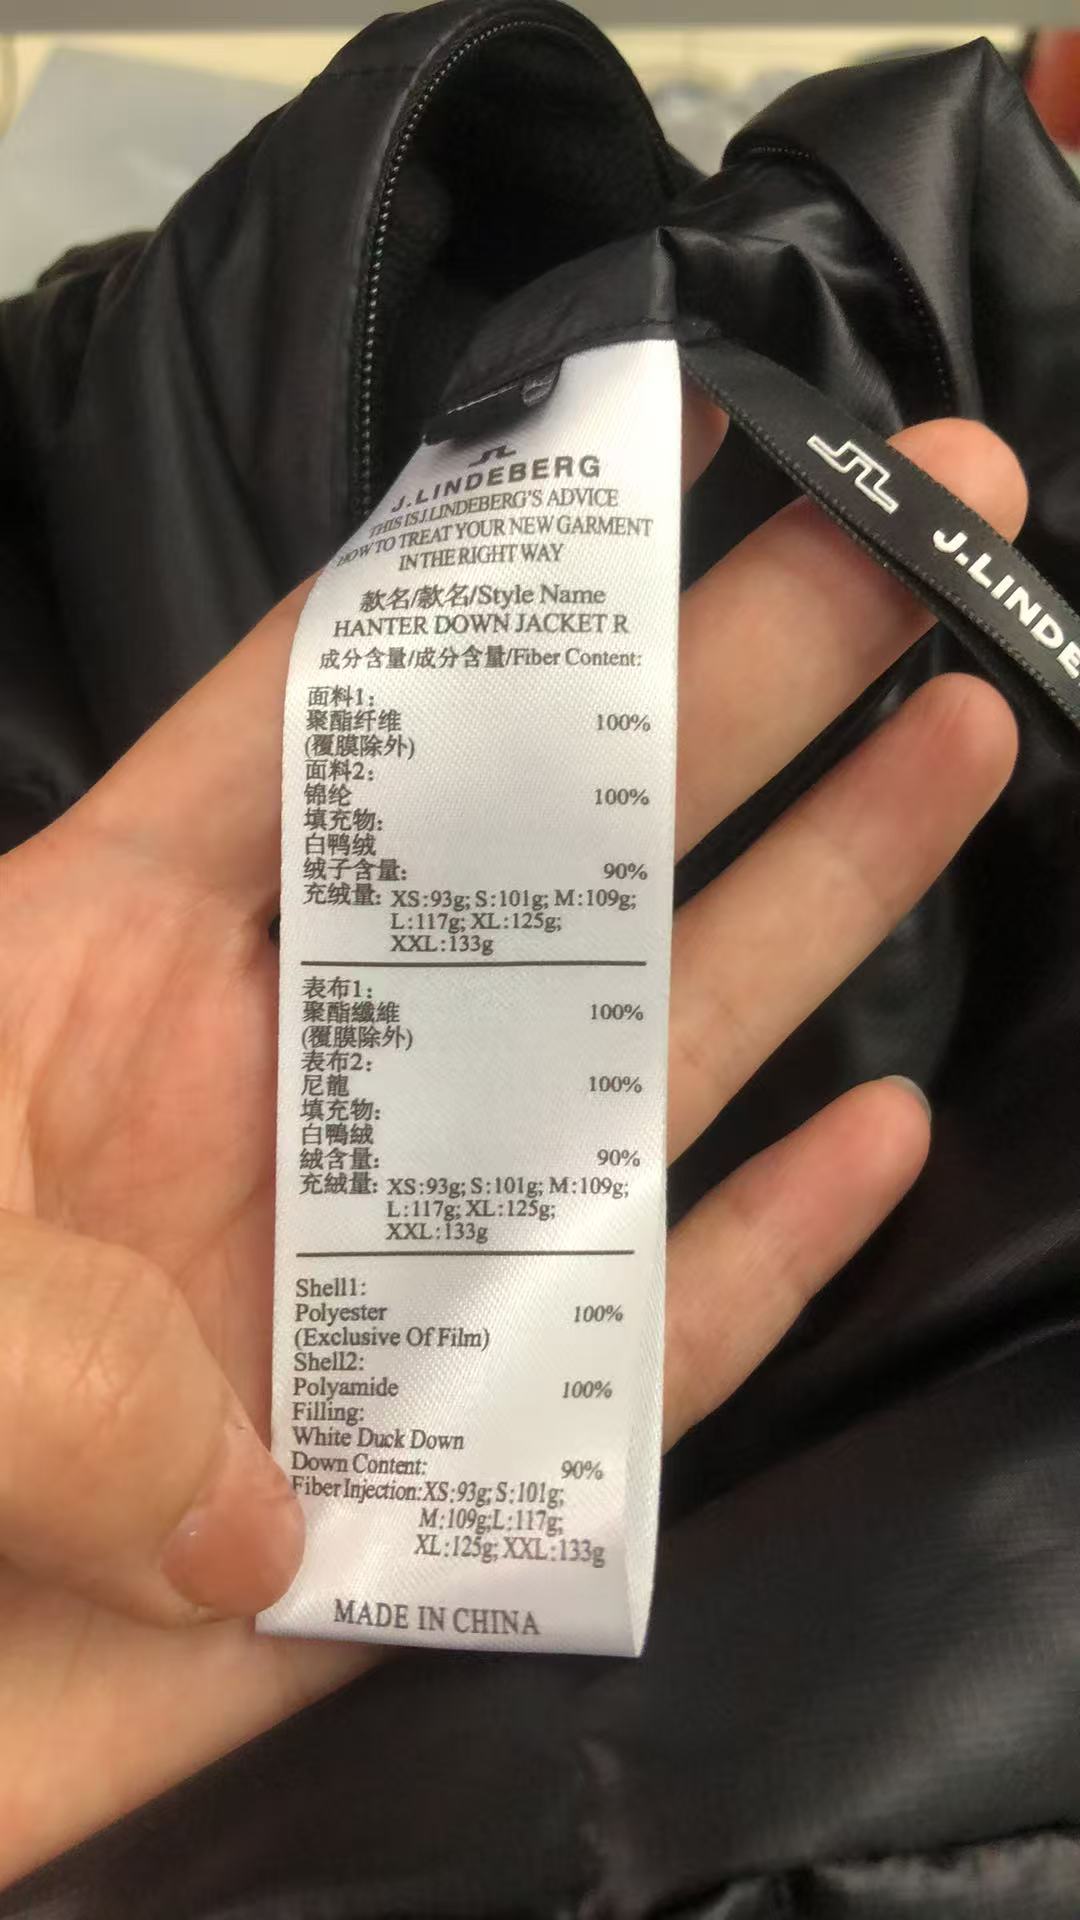 J.LINDEBERG
THIS IS J.LINDEBERG'S ADVICE
HOW TO TREAT YOUR NEW GARMENT
IN THE RIGHT WAY
款名/款名/Style Name
HANTER DOWN JACKET R
成分含量/成分含量/Fiber Content:
面料1:
聚酯纤维 100%
(覆膜除外)
面料2:
锦纶 100%
填充物:
白鸭绒
绒子含量: 90%
充绒量: XS:93g; S:101g; M:109g;
L:117g; XL:125g;
XXL:133g
表布1:
聚酯纖維 100%
(覆膜除外)
表布2:
尼龍 100%
填充物:
白鴨絨
絨含量: 90%
充絨量: XS:93g; S:101g; M:109g;
L:117g; XL:125g;
XXL:133g
Shell1:
Polyester 100%
(Exclusive Of Film)
Shell2:
Polyamide 100%
Filling:
White Duck Down
Down Content: 90%
Fiber Injection:XS:93g; S:101g;
M:109g;L:117g;
XL:125g; XXL:133g
MADE IN CHINA
J.LINDE